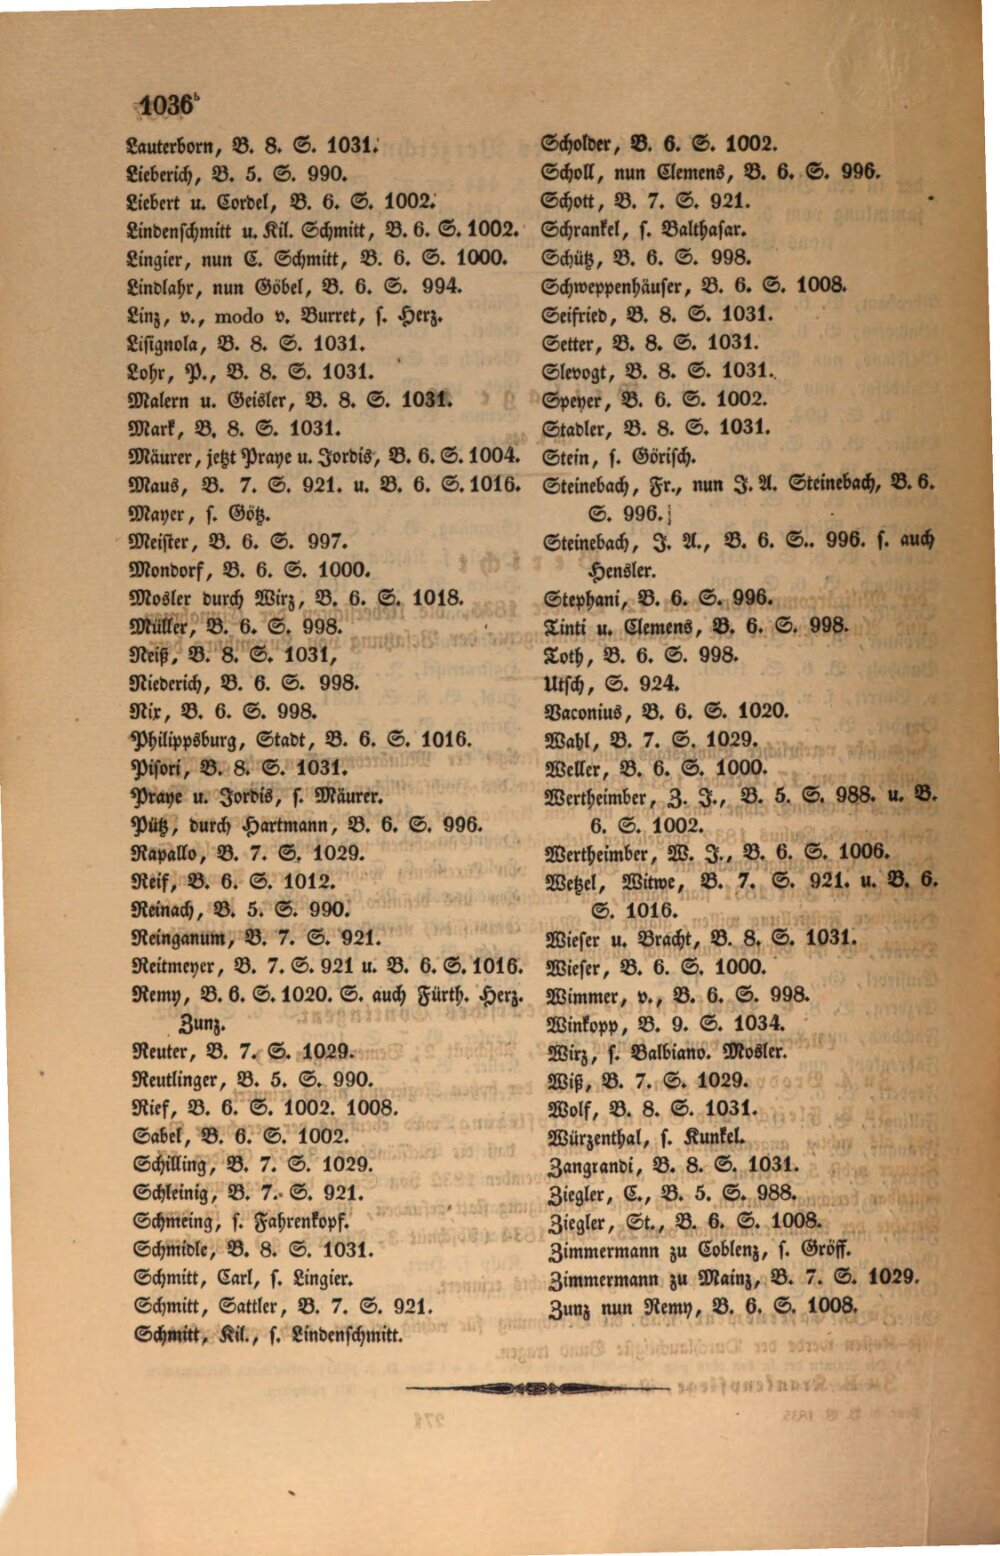 1036b
Lauterborn, B. 8. S. 1031.
Lieberich, B. 5. S. 990.
Liebert u. Cordel, B. 6. S. 1002.
Lindenschmitt u. Kil. Schmitt, B. 6. S. 1002.
Lingier, nun C. Schmitt, B. 6. S. 1000.
Lindlahr, nun Göbel, B. 6. S. 994.
Linz, v., modo v. Burret, s. Herz.
Lisignola, B. 8. S. 1031.
Lohr, P., B. 8. S. 1031.
Malern u. Geisler, B. 8. S. 1031.
Mark, B. 8. S. 1031.
Mäurer, jetzt Praye u. Jordis, B. 6. S. 1004.
Maus, B. 7. S. 921. u. B. 6. S. 1016.
Mayer, s. Götz.
Meister, B. 6. S. 997.
Mondorf, B. 6. S. 1000.
Mosler durch Wirz, B. 6. S. 1018.
Müller, B. 6. S. 998.
Neiß, B. 8. S. 1031,
Niederich, B. 6. S. 998.
Nix, B. 6. S. 998.
Philippsburg, Stadt, B. 6. S. 1016.
Pisori, B. 8. S. 1031.
Praye u. Jordis, s. Mäurer.
Pütz, durch Hartmann, B. 6. S. 996.
Rapallo, B. 7. S. 1029.
Reif, B. 6. S. 1012.
Reinach, B. 5. S. 990.
Reinganum, B. 7. S. 921.
Reitmeyer, B. 7. S. 921 u. B. 6. S. 1016.
Remy, B. 6. S. 1020. S. auch Fürth. Herz.
Zunz.
Reuter, B. 7. S. 1029.
Reutlinger, B. 5. S. 990.
Rief, B. 6. S. 1002. 1008.
Sabel, B. 6. S. 1002.
Schilling, B. 7. S. 1029.
Schleinig, B. 7. S. 921.
Schmeing, s. Fahrenkopf.
Schmidle, B. 8. S. 1031.
Schmitt, Carl, s. Lingier.
Schmitt, Sattler, B. 7. S. 921.
Schmitt, Kil., s. Lindenschmitt.
Scholder, B. 6. S. 1002.
Scholl, nun Clemens, B. 6. S. 996.
Schott, B. 7. S. 921.
Schrankel, s. Balthasar.
Schütz, B. 6. S. 998.
Schweppenhäuser, B. 6. S. 1008.
Seifried, B. 8. S. 1031.
Setter, B. 8. S. 1031.
Slevogt, B. 8. S. 1031.
Speyer, B. 6. S. 1002.
Stadler, B. 8. S. 1031.
Stein, s. Görisch.
Steinebach, Fr., nun J. A. Steinebach, B. 6.
S. 996.
Steinebach, J. A., B. 6. S.. 996. s. auch
Hensler.
Stephani, B. 6. S. 996.
Tinti u. Clemens, B. 6. S. 998.
Toth, B. 6. S. 998.
Utsch, S. 924.
Vaconius, B. 6. S. 1020.
Wahl, B. 7. S. 1029.
Weller, B. 6. S. 1000.
Wertheimber, Z. J., B. 5. S. 988. u. B.
6. S. 1002.
Wertheimber, W. J., B. 6. S. 1006.
Wetzel, Witwe, B. 7. S. 921. u. B. 6.
S. 1016.
Wieser u. Bracht, B. 8. S. 1031.
Wieser, B. 6. S. 1000.
Wimmer, v., B. 6. S. 998.
Winkopp, B. 9. S. 1034.
Wirz, s. Balbiano. Mosler.
Wiß, B. 7. S. 1029.
Wolf, B. 8. S. 1031.
Würzenthal, s. Kunkel.
Zangrandi, B. 8. S. 1031.
Ziegler, C., B. 5. S. 988.
Ziegler, St., B. 6. S. 1008.
Zimmermann zu Coblenz, s. Gröff.
Zimmermann zu Mainz, B. 7. S. 1029.
Zunz nun Remy, B. 6. S. 1008.